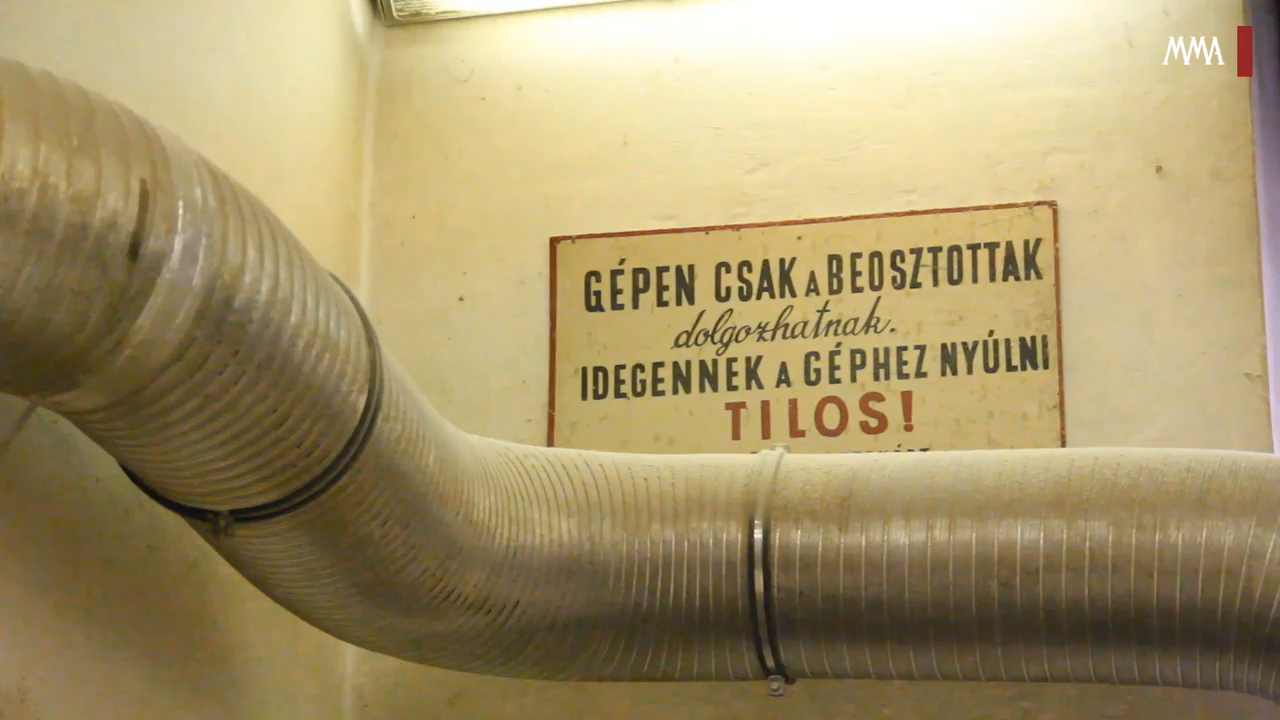 MMA
GÉPEN CSAK A BEOSZTOTTAK
dolgozhatnak.
IDEGENNEK A GÉPHEZ NYÚLNI
TILOS!